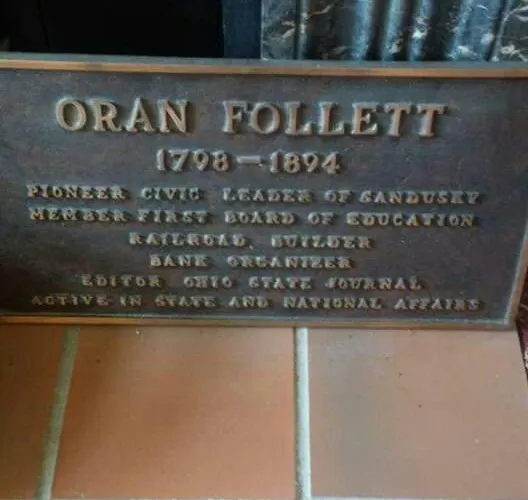 ORAN FOLLETT
1798-1894
PIONEER CIVIC LEADER OF SANDUSKY
MEMBER FIRST BOARD OF EDUCATION
RAILROAD BUILDER
BANK ORGANIZER
EDITOR OHIO STATE JOURNAL
ACTIVE IN STATE AND NATIONAL AFFAIRS